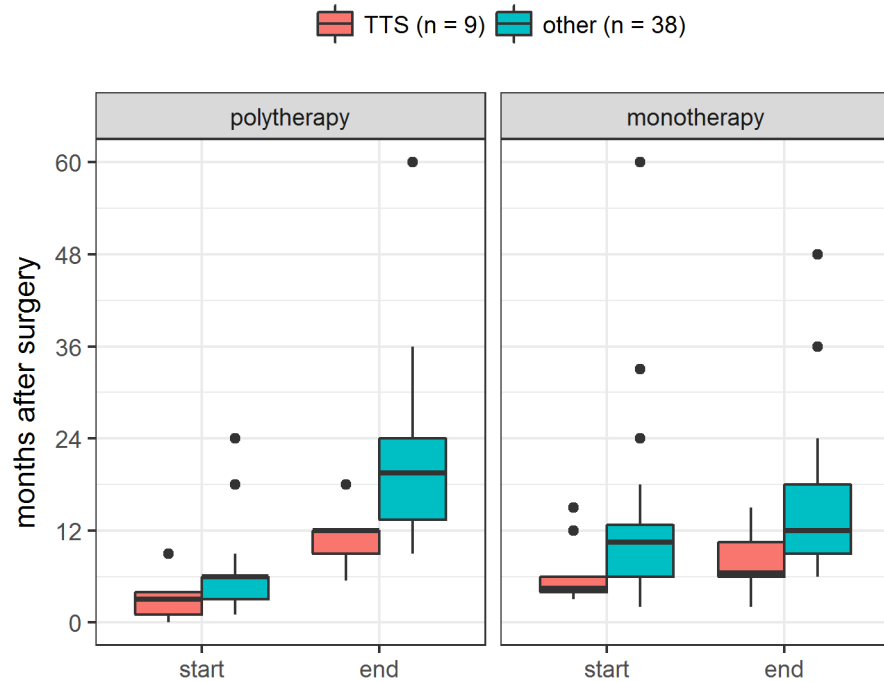 TTS (n = 9) other (n = 38)
polytherapy monotherapy
months after surgery
60
48
36
24
12
0
start end start end